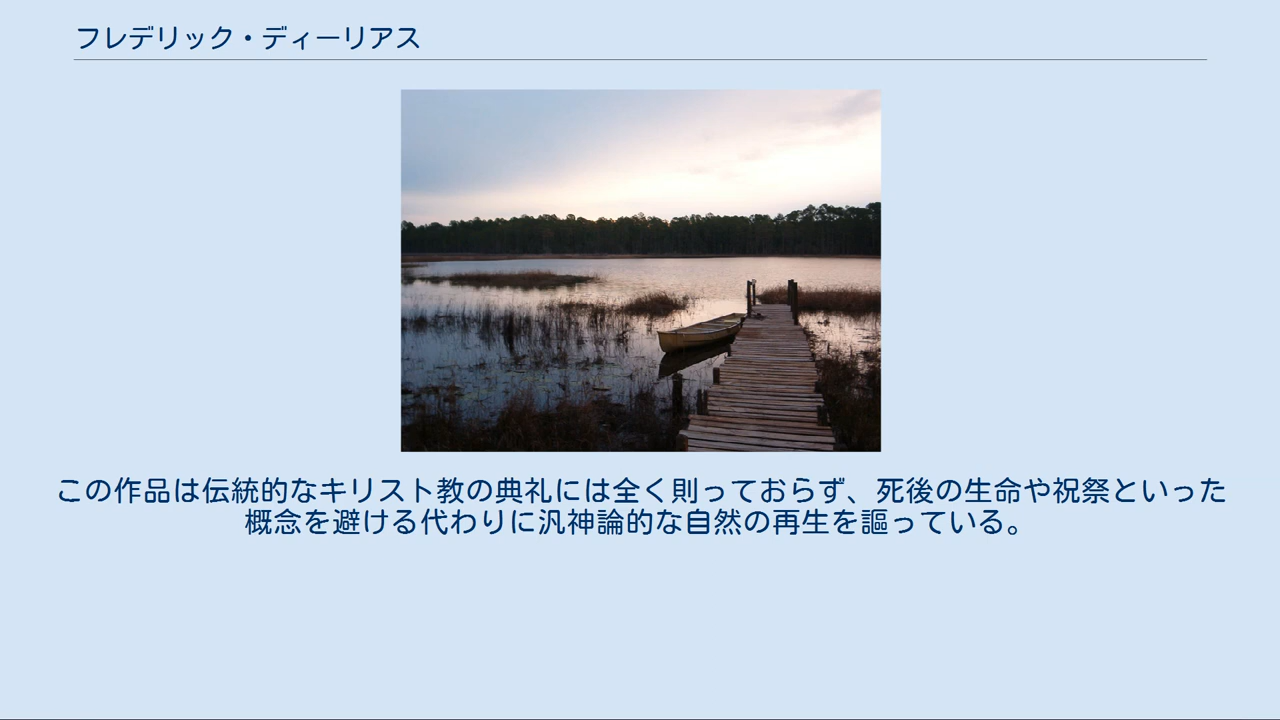 フレデリック・ディーリアス
この作品は伝統的なキリスト教の典礼には全く則っておらず、死後の生命や祝祭といった
概念を避ける代わりに汎神論的な自然の再生を謳っている。